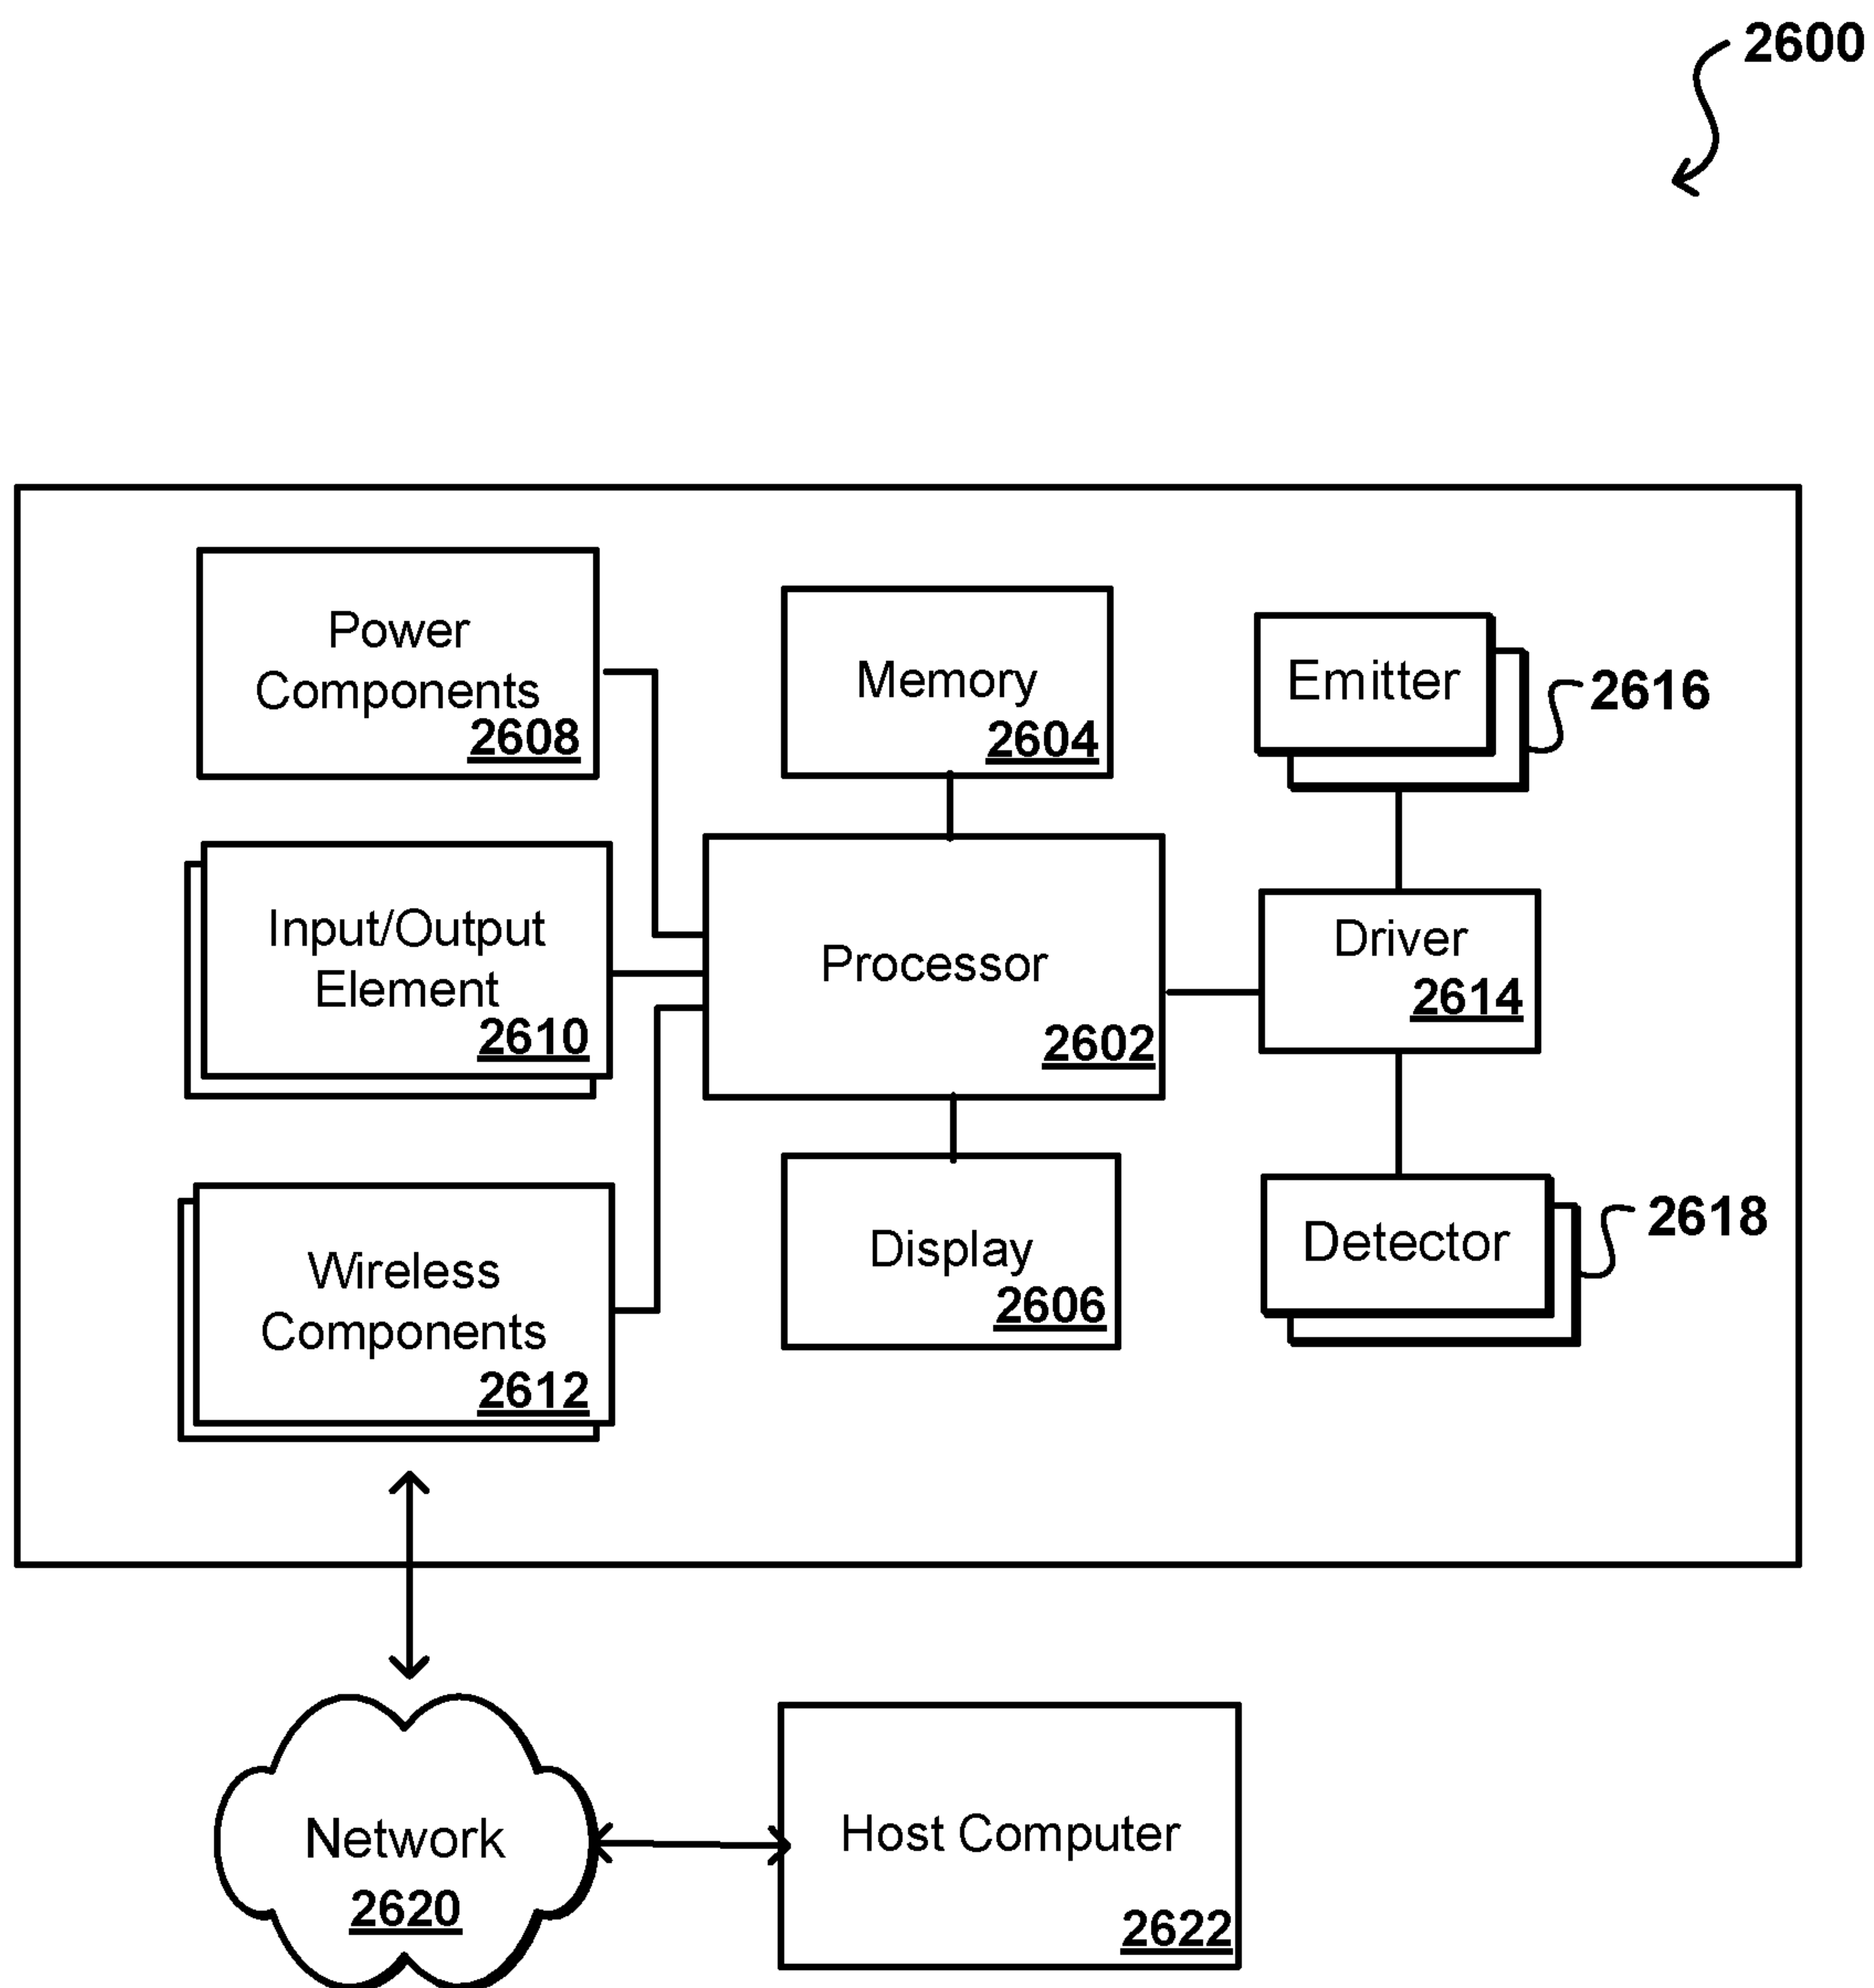 2600
Power
Components
2608
Memory
2604
Emitter
2616
Input/Output
Element
2610
Processor
2602
Driver
2614
Wireless
Components
2612
Display
2606
Detector
2618
Network
2620
Host Computer
2622